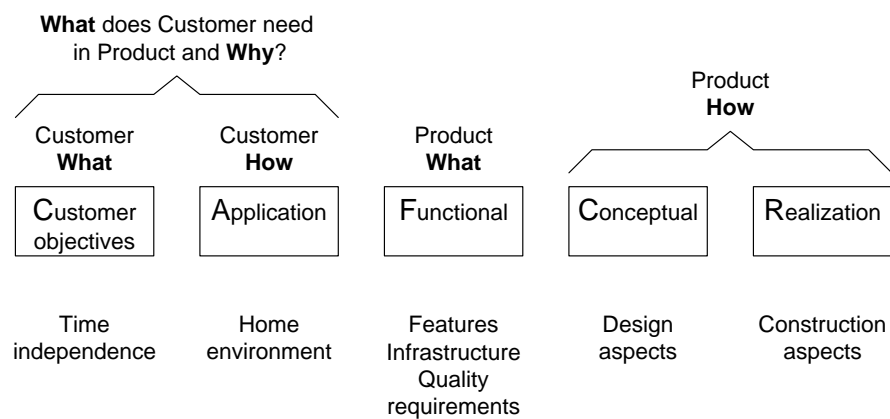 What does Customer need
in Product and Why?
Product
How
Customer
What
Customer
How
Product
What
Customer
objectives
Application
Functional
Conceptual
Realization
Time
independence
Home
environment
Features
Infrastructure
Quality
requirements
Design
aspects
Construction
aspects